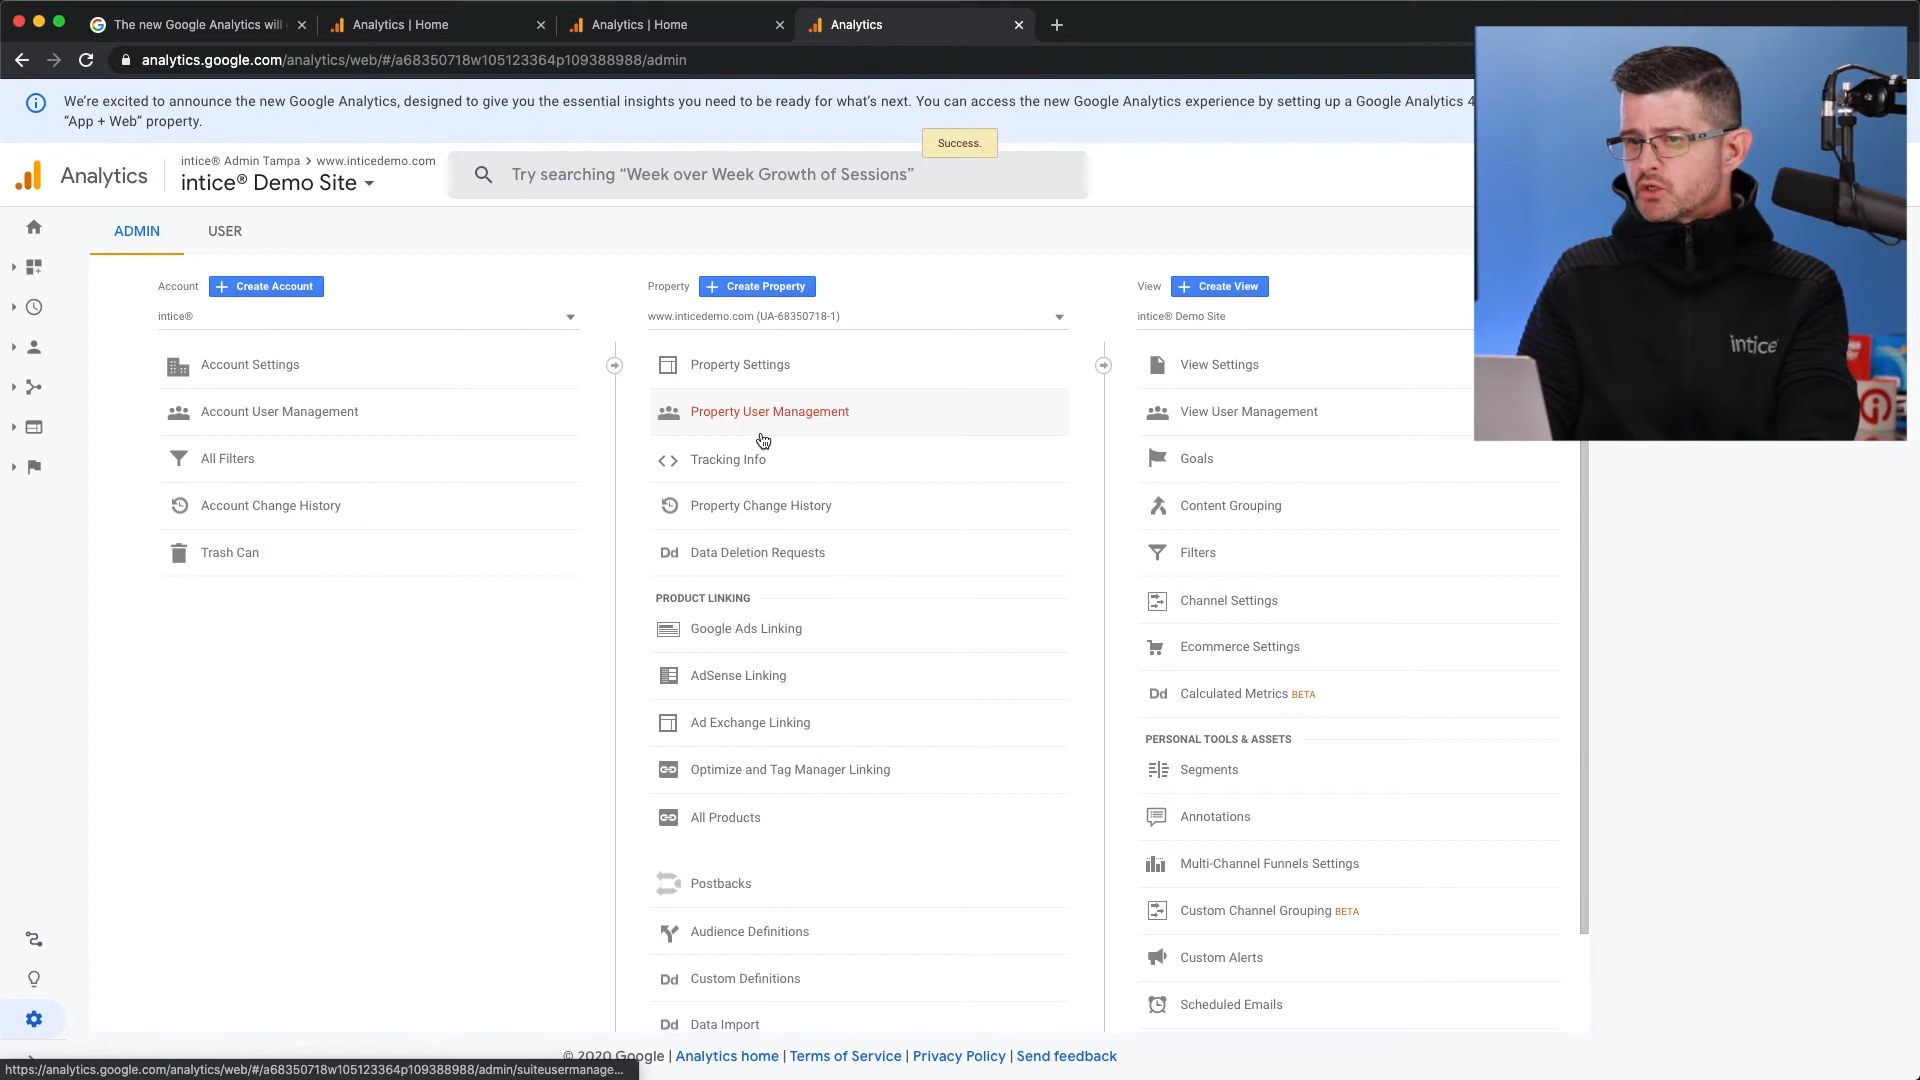 The new Google Analytics will
Analytics | Home
Analytics | Home
Analytics
analytics.google.com/analytics/web/#/a68350718w105123364p109388988/admin
We're excited to announce the new Google Analytics, designed to give you the essential insights you need to be ready for what's next. You can access the new Google Analytics experience by setting up a Google Analytics 4
"App + Web" property.
Success.
Analytics
intice® Admin Tampa > www.inticedemo.com
intice® Demo Site
Try searching "Week over Week Growth of Sessions"
ADMIN
USER
Account
Create Account
intice®
Account Settings
Account User Management
All Filters
Account Change History
Trash Can
Property
Create Property
www.inticedemo.com (UA-68350718-1)
Property Settings
Property User Management
Tracking Info
Property Change History
Dd Data Deletion Requests
PRODUCT LINKING
Google Ads Linking
AdSense Linking
Ad Exchange Linking
Optimize and Tag Manager Linking
All Products
Postbacks
Audience Definitions
Dd Custom Definitions
Dd Data Import
View
Create View
intice® Demo Site
View Settings
View User Management
Goals
Content Grouping
Filters
Channel Settings
Ecommerce Settings
Dd Calculated Metrics BETA
PERSONAL TOOLS & ASSETS
Segments
Annotations
Multi-Channel Funnels Settings
Custom Channel Grouping BETA
Custom Alerts
Scheduled Emails
intice
© 2020 Google | Analytics home | Terms of Service | Privacy Policy | Send feedback
https://analytics.google.com/analytics/web/#/a68350718w105123364p109388988/admin/suiteusermanage...